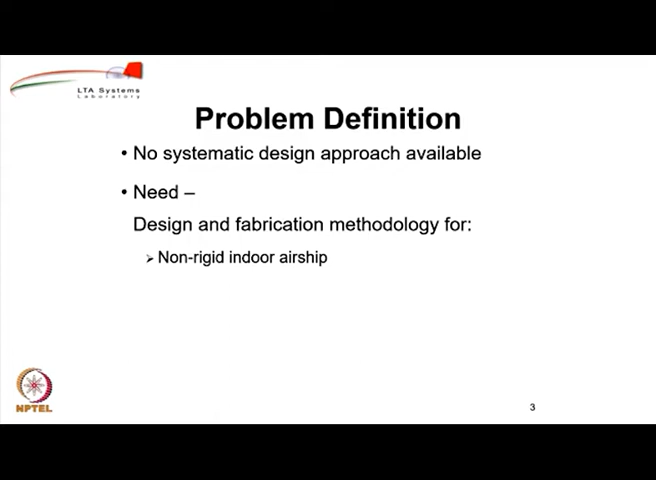 LTA Systems
Laboratory
Problem Definition
• No systematic design approach available
• Need –
Design and fabrication methodology for:
➢ Non-rigid indoor airship
NPTEL
3